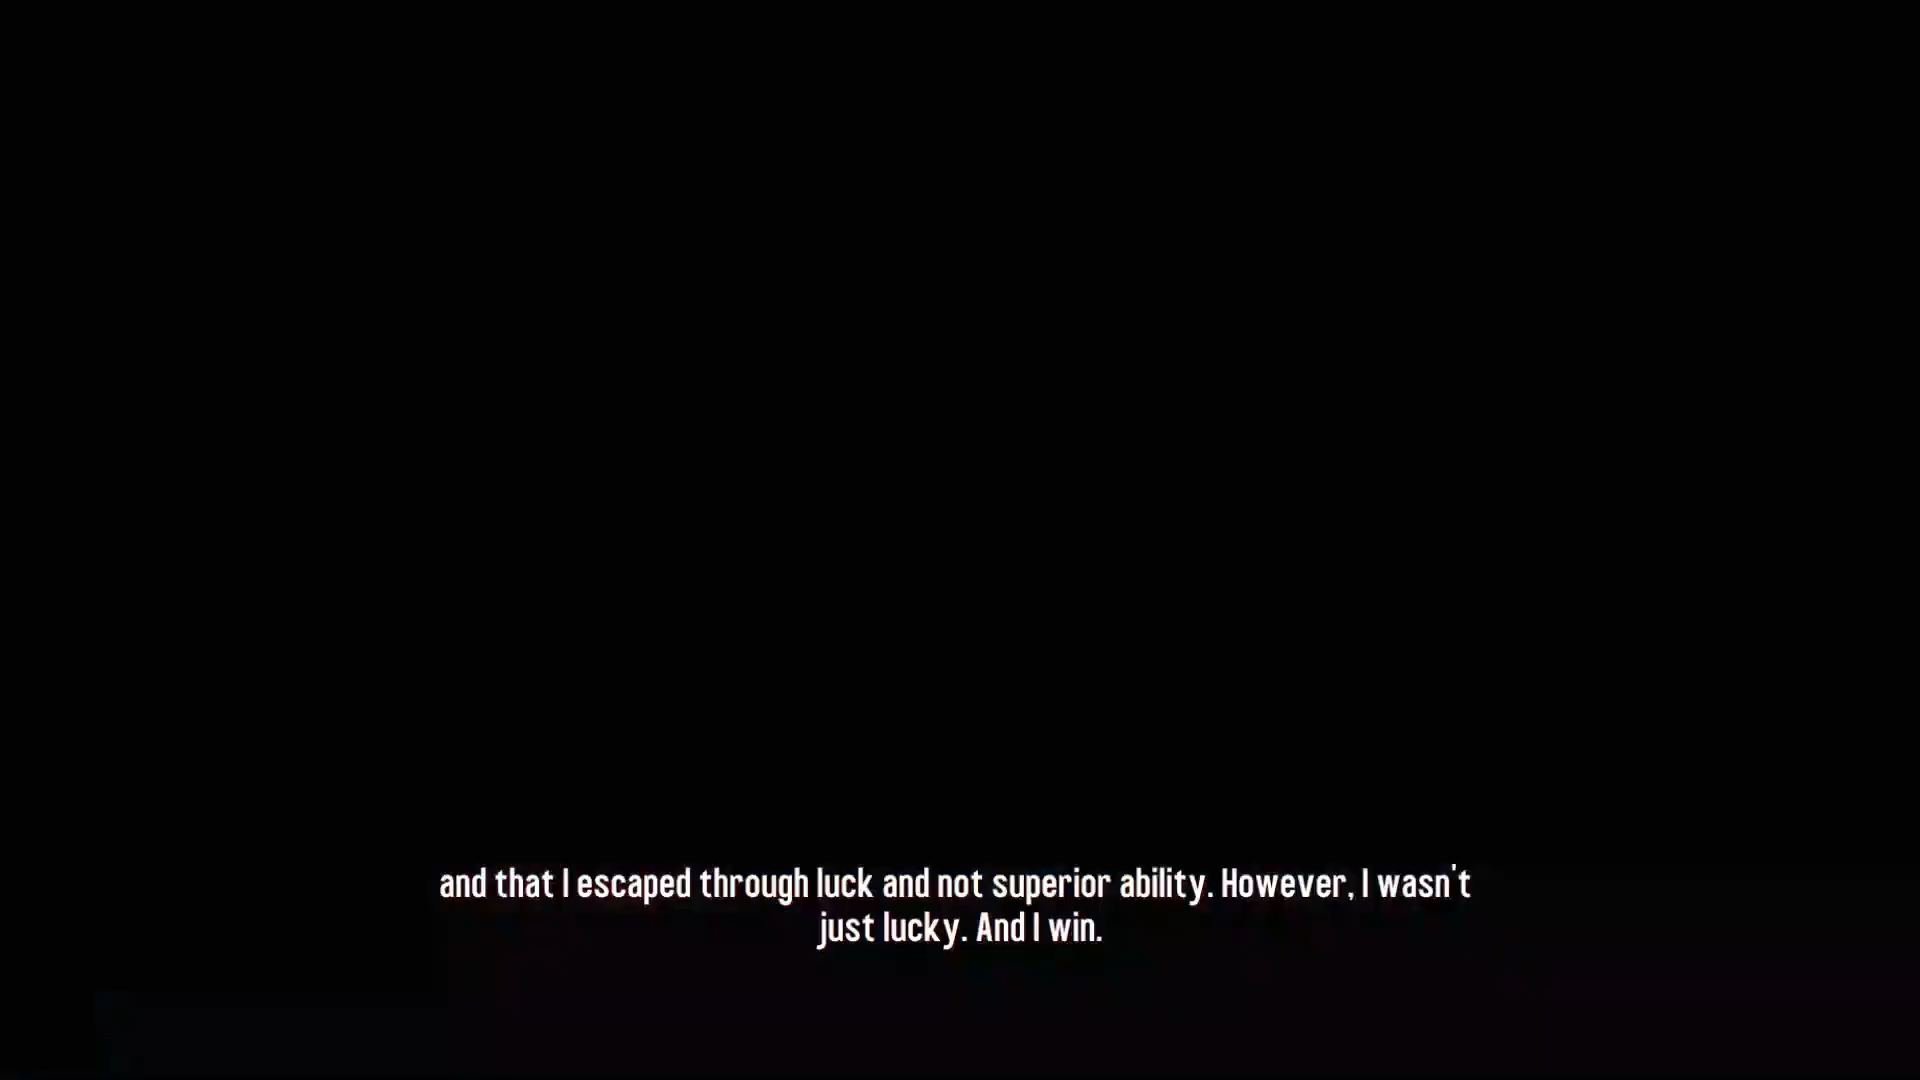 and that I escaped through luck and not superior ability. However, I wasn't
just lucky. And I win.